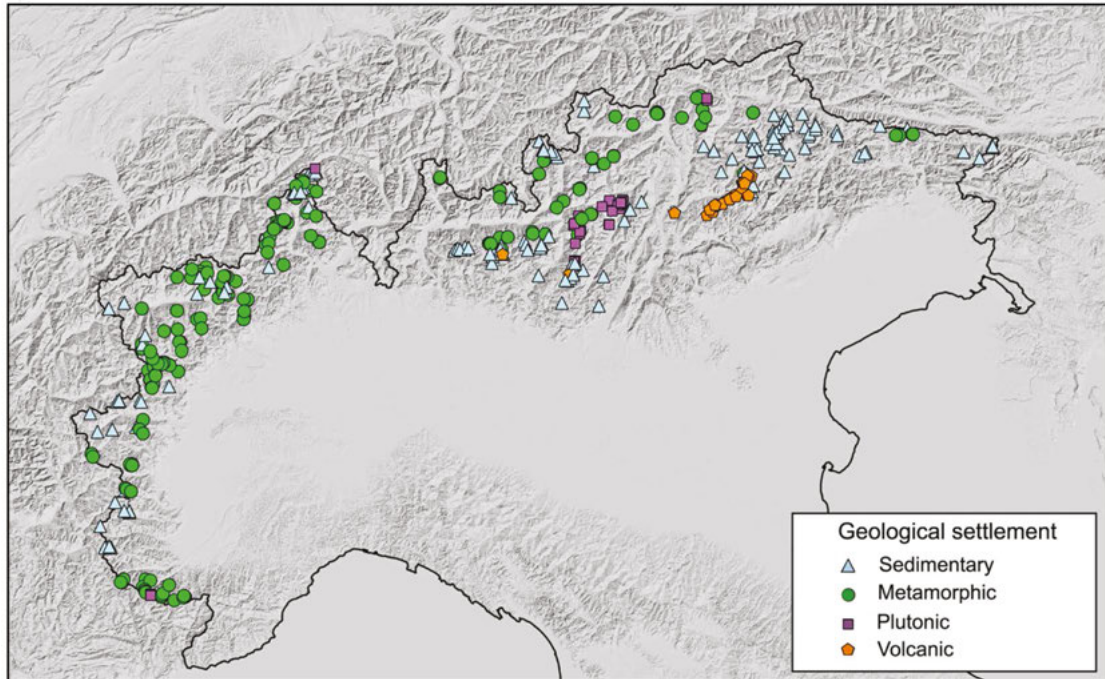 Geological settlement
Sedimentary
Metamorphic
Plutonic
Volcanic